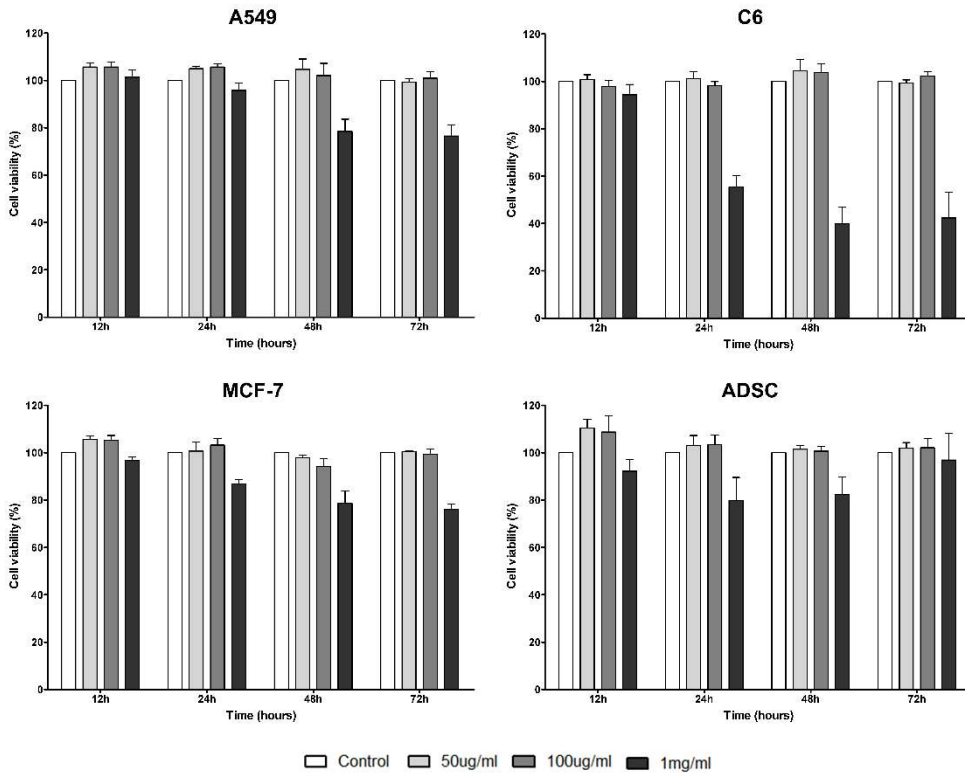 A549
120
100
80
60
40
20
0
Cell viability (%)
12h
24h
48h
72h
Time (hours)
C6
120
100
80
60
40
20
0
Cell viability (%)
12h
24h
48h
72h
Time (hours)
MCF-7
120
100
80
60
40
20
0
Cell viability (%)
12h
24h
48h
72h
Time (hours)
ADSC
120
100
80
60
40
20
0
Cell viability (%)
12h
24h
48h
72h
Time (hours)
Control 50ug/ml 100ug/ml 1mg/ml